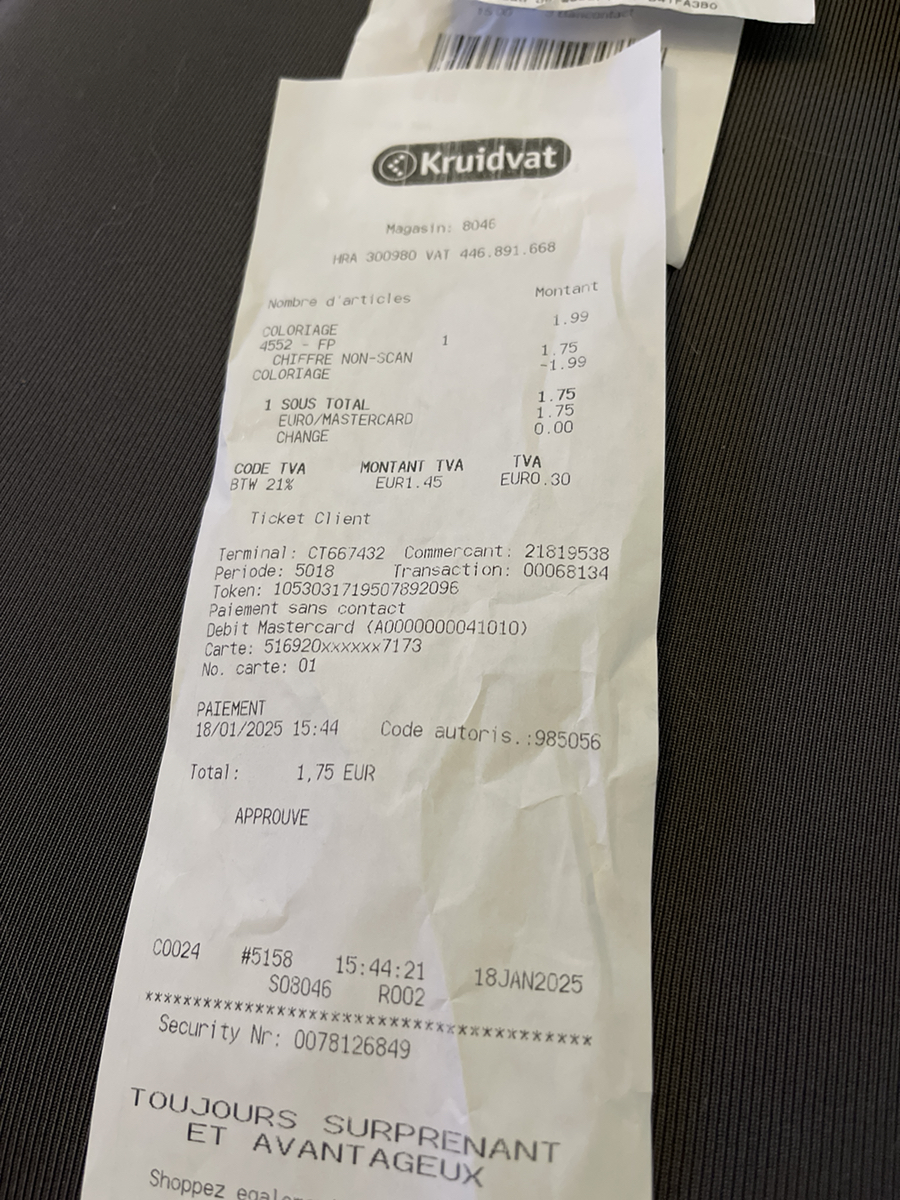 15.00 Bancontact
Kruidvat
Magasin: 8046
HRA 300980 VAT 446.891.668
Nombre d'articles Montant
COLORIAGE 1.99
4552 - FP 1
CHIFFRE NON-SCAN 1.75
COLORIAGE -1.99
1 SOUS TOTAL 1.75
EURO/MASTERCARD 1.75
CHANGE 0.00
CODE TVA MONTANT TVA TVA
BTW 21% EUR1.45 EUR0.30
Ticket Client
Terminal: CT667432 Commercant: 21819538
Periode: 5018 Transaction: 00068134
Token: 1053031719507892096
Paiement sans contact
Debit Mastercard (A0000000041010)
Carte: 516920xxxxxx7173
No. carte: 01
PAIEMENT
18/01/2025 15:44 Code autoris.:985056
Total: 1,75 EUR
APPROUVE
C0024 #5158 15:44:21 18JAN2025
S08046 R002
*****************************************
Security Nr: 0078126849
TOUJOURS SURPRENANT
ET AVANTAGEUX
Shoppez